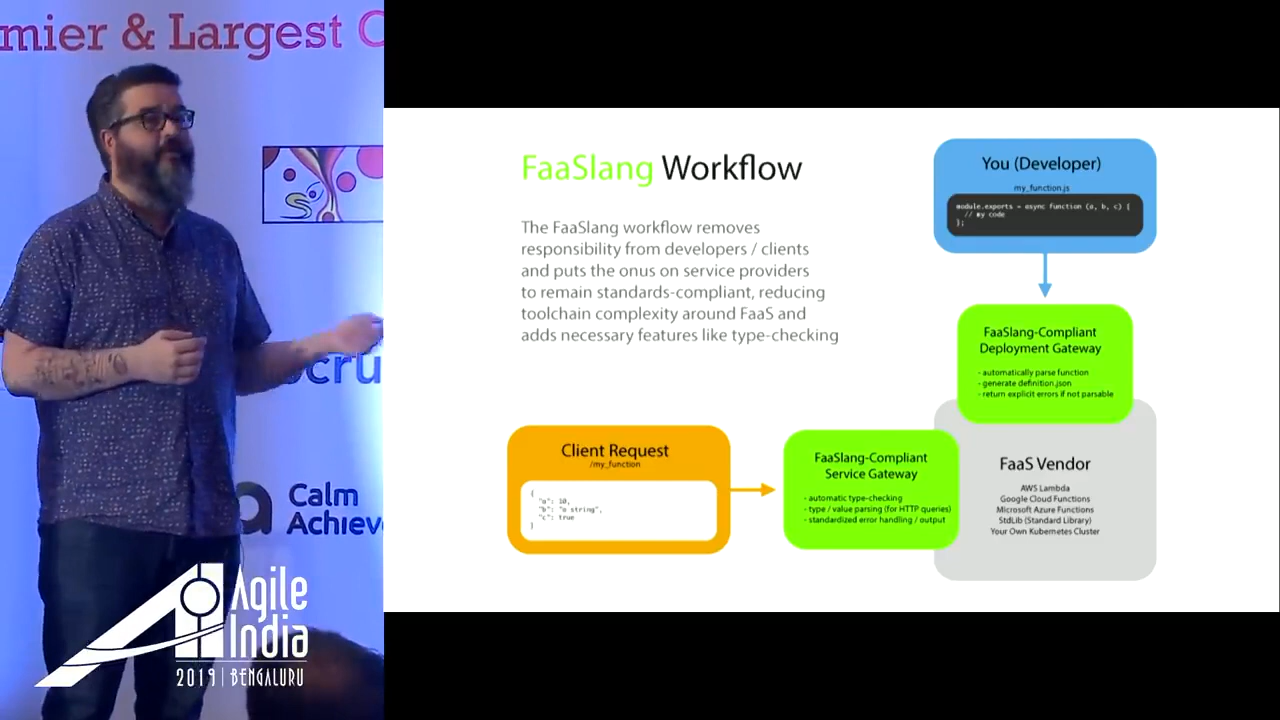 mier & Largest C
FaaSlang Workflow
The FaaSlang workflow removes
responsibility from developers / clients
and puts the onus on service providers
to remain standards-compliant, reducing
toolchain complexity around FaaS and
adds necessary features like type-checking
You (Developer)
my_function.js
module.exports = async function (a, b, c) {
// my code
};
FaaSlang-Compliant
Deployment Gateway
- automatically parse function
- generate definition.json
- return explicit errors if not parsable
Client Request
/my_function
{
"a": 10,
"b": "a string",
"c": true
}
FaaSlang-Compliant
Service Gateway
- automatic type-checking
- type / value parsing (for HTTP queries)
- standardized error handling / output
FaaS Vendor
AWS Lambda
Google Cloud Functions
Microsoft Azure Functions
StdLib (Standard Library)
Your Own Kubernetes Cluster
cru
Calm
Achieve
Agile
India
2019 | BENGALURU